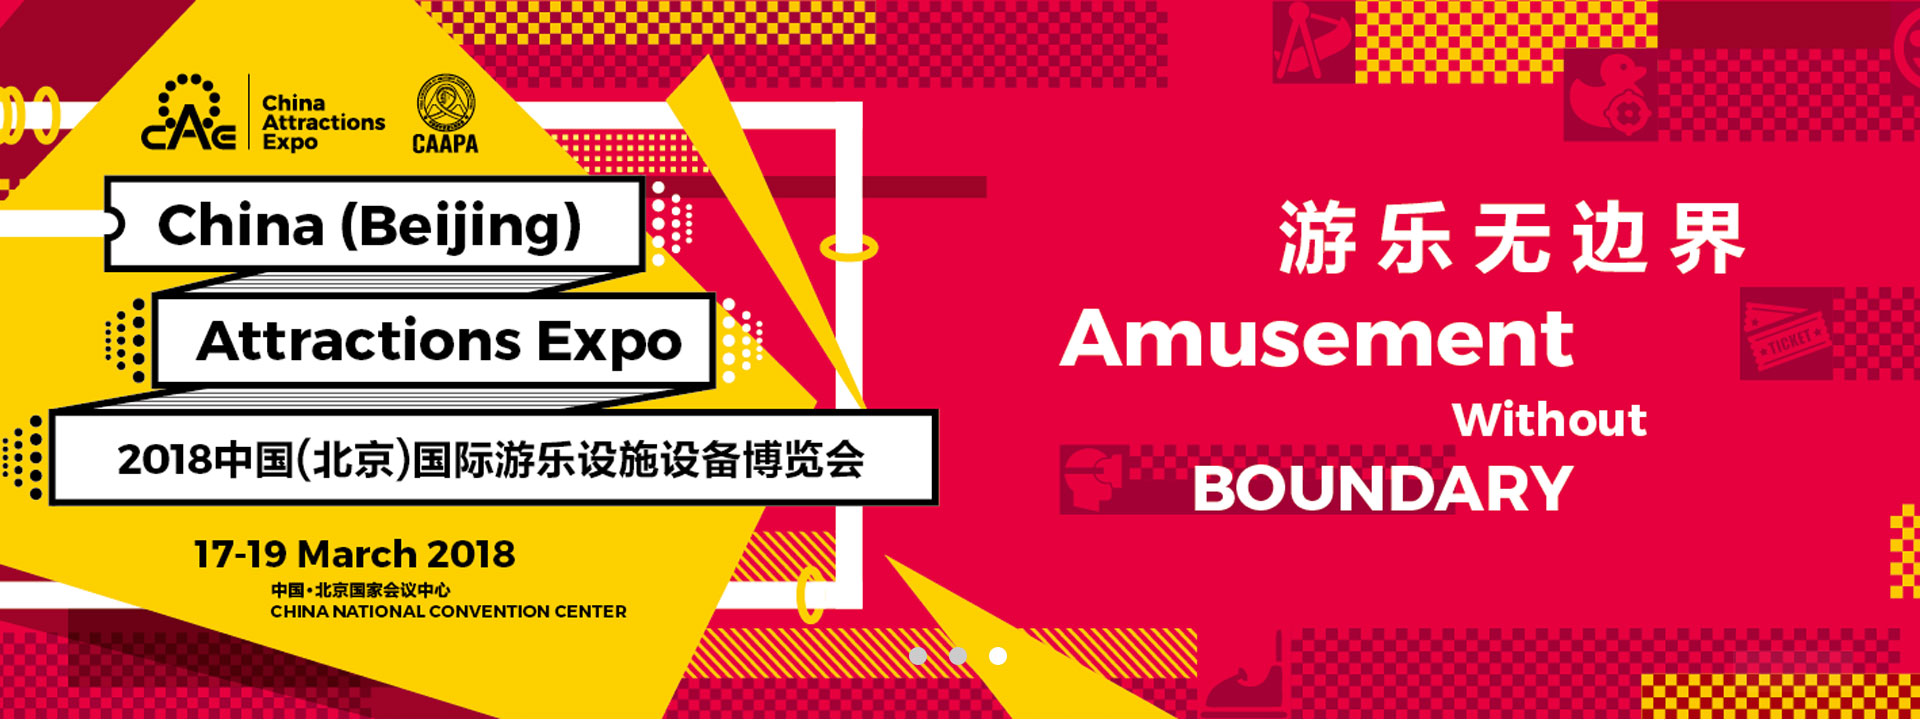 CAE
China
Attractions
Expo
CAAPA
China (Beijing)
Attractions Expo
2018中国(北京)国际游乐设施设备博览会
17-19 March 2018
中国·北京国家会议中心
CHINA NATIONAL CONVENTION CENTER
游乐无边界
Amusement
Without
BOUNDARY
TICKET